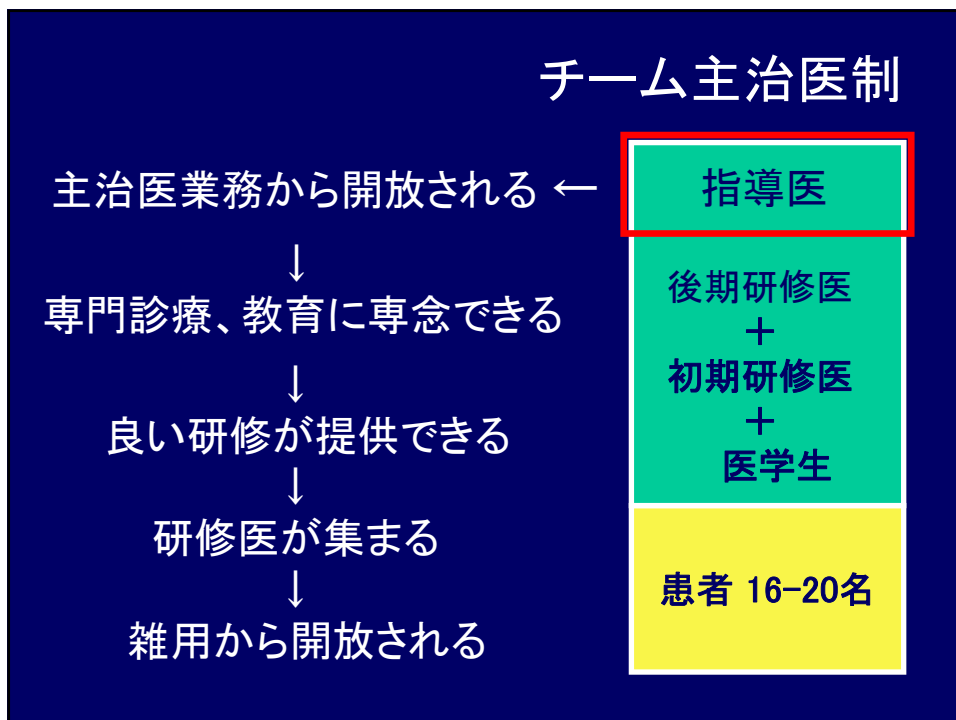 チーム主治医制
主治医業務から開放される ←
↓
専門診療、教育に専念できる
↓
良い研修が提供できる
↓
研修医が集まる
↓
雑用から開放される
指導医
後期研修医
＋
初期研修医
＋
医学生
患者 16-20名